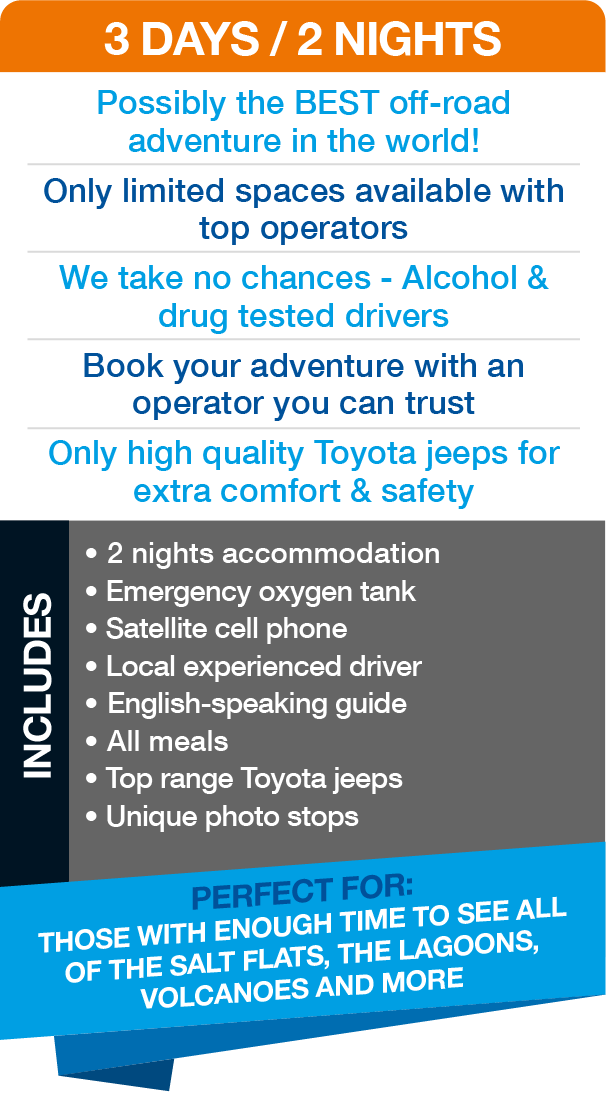 3 DAYS / 2 NIGHTS
Possibly the BEST off-road
adventure in the world!
Only limited spaces available with
top operators
We take no chances - Alcohol &
drug tested drivers
Book your adventure with an
operator you can trust
Only high quality Toyota jeeps for
extra comfort & safety
INCLUDES
• 2 nights accommodation
• Emergency oxygen tank
• Satellite cell phone
• Local experienced driver
• English-speaking guide
• All meals
• Top range Toyota jeeps
• Unique photo stops
PERFECT FOR:
THOSE WITH ENOUGH TIME TO SEE ALL
OF THE SALT FLATS, THE LAGOONS,
VOLCANOES AND MORE